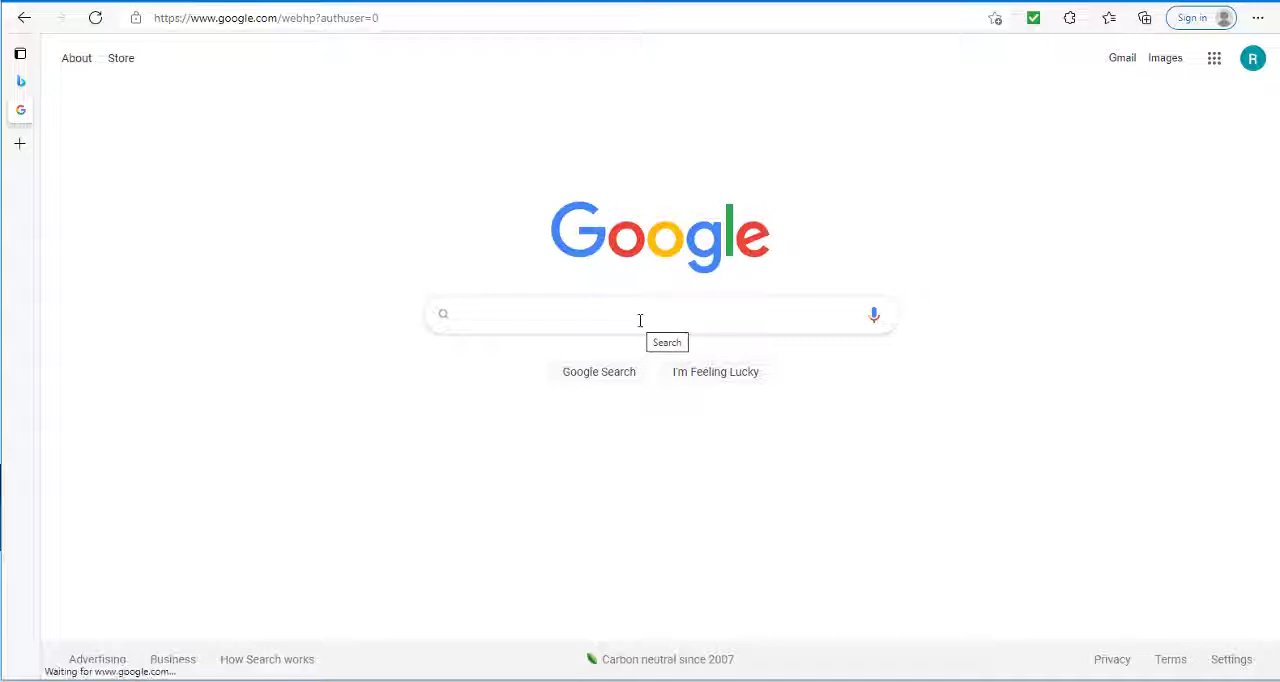 https://www.google.com/webhp?authuser=0
Sign in
About Store
Gmail Images
R
Google
Search
Google Search I'm Feeling Lucky
Advertising Business How Search works
Carbon neutral since 2007
Privacy Terms Settings
Waiting for www.google.com...